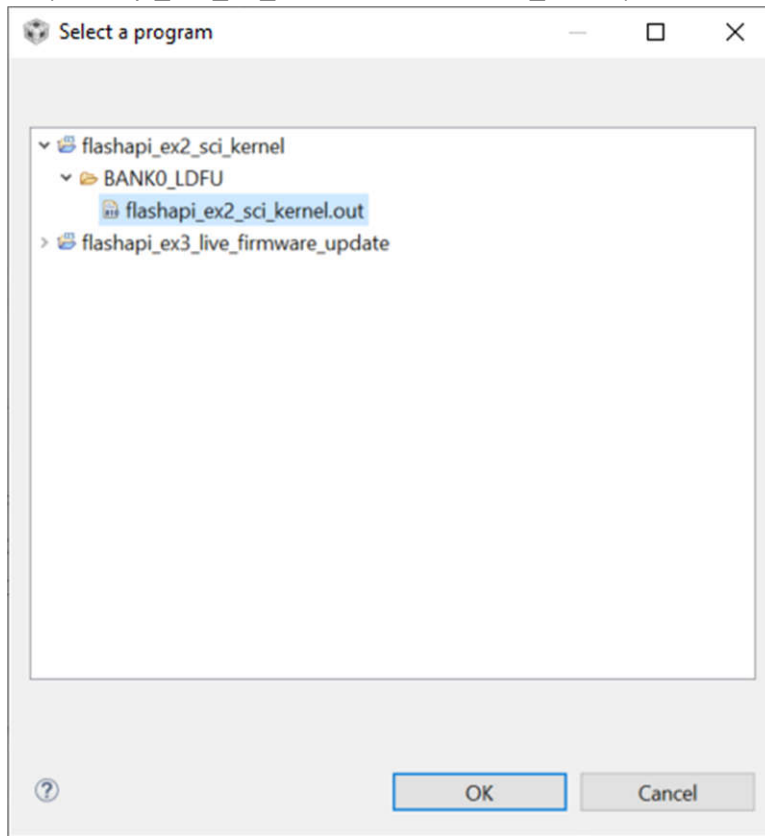 Select a program
flashapi_ex2_sci_kernel
BANK0_LDFU
flashapi_ex2_sci_kernel.out
flashapi_ex3_live_firmware_update
OK
Cancel